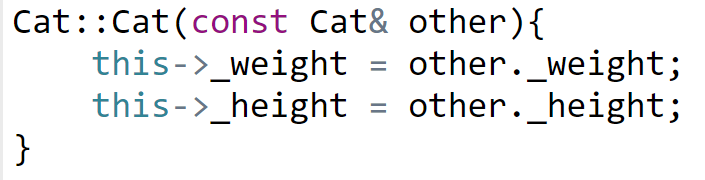 Cat::Cat(const Cat& other){
    this->_weight = other._weight;
    this->_height = other._height;
}